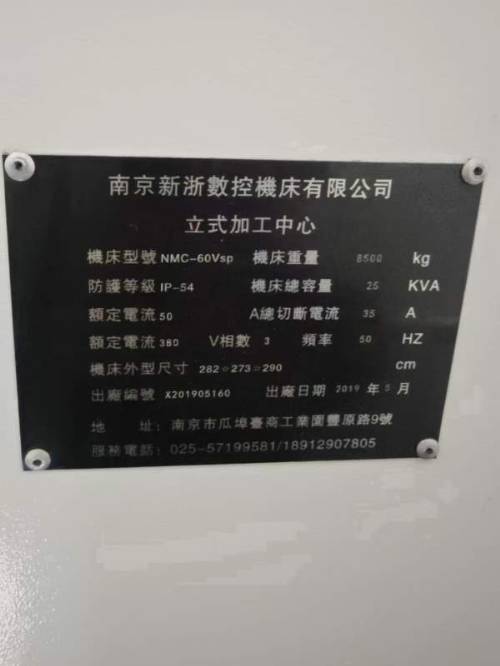 南京新浙數控機床有限公司
立式加工中心
機床型號 NMC-60Vsp 機床重量 8500 kg
防護等級 IP-54 機床總容量 25 KVA
額定電流 50 A總切斷電流 35 A
額定電流 380 V相數 3 頻率 50 HZ
機床外型尺寸 282×273×290 cm
出廠編號 X201905160 出廠日期 2019 年 5 月
地 址: 南京市瓜埠臺商工業園豐原路9號
服務電話: 025-57199581/18912907805